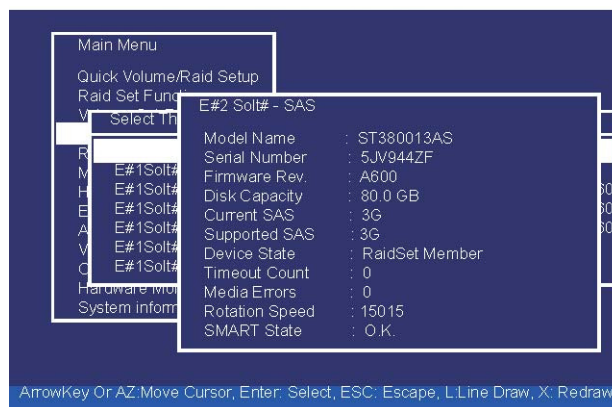 Main Menu
Quick Volume/Raid Setup
Raid Set Func
V
Select Th
R
M
H
E
A
V
C
E#1Solt#
E#1Solt#
E#1Solt#
E#1Solt#
E#1Solt#
E#1Solt#
Hardware Mo
System inform
E#2 Solt# - SAS
Model Name : ST380013AS
Serial Number : 5JV944ZF
Firmware Rev. : A600
Disk Capacity : 80.0 GB
Current SAS : 3G
Supported SAS : 3G
Device State : RaidSet Member
Timeout Count : 0
Media Errors : 0
Rotation Speed : 15015
SMART State : O.K.
ArrowKey Or AZ:Move Cursor, Enter: Select, ESC: Escape, L:Line Draw, X: Redraw